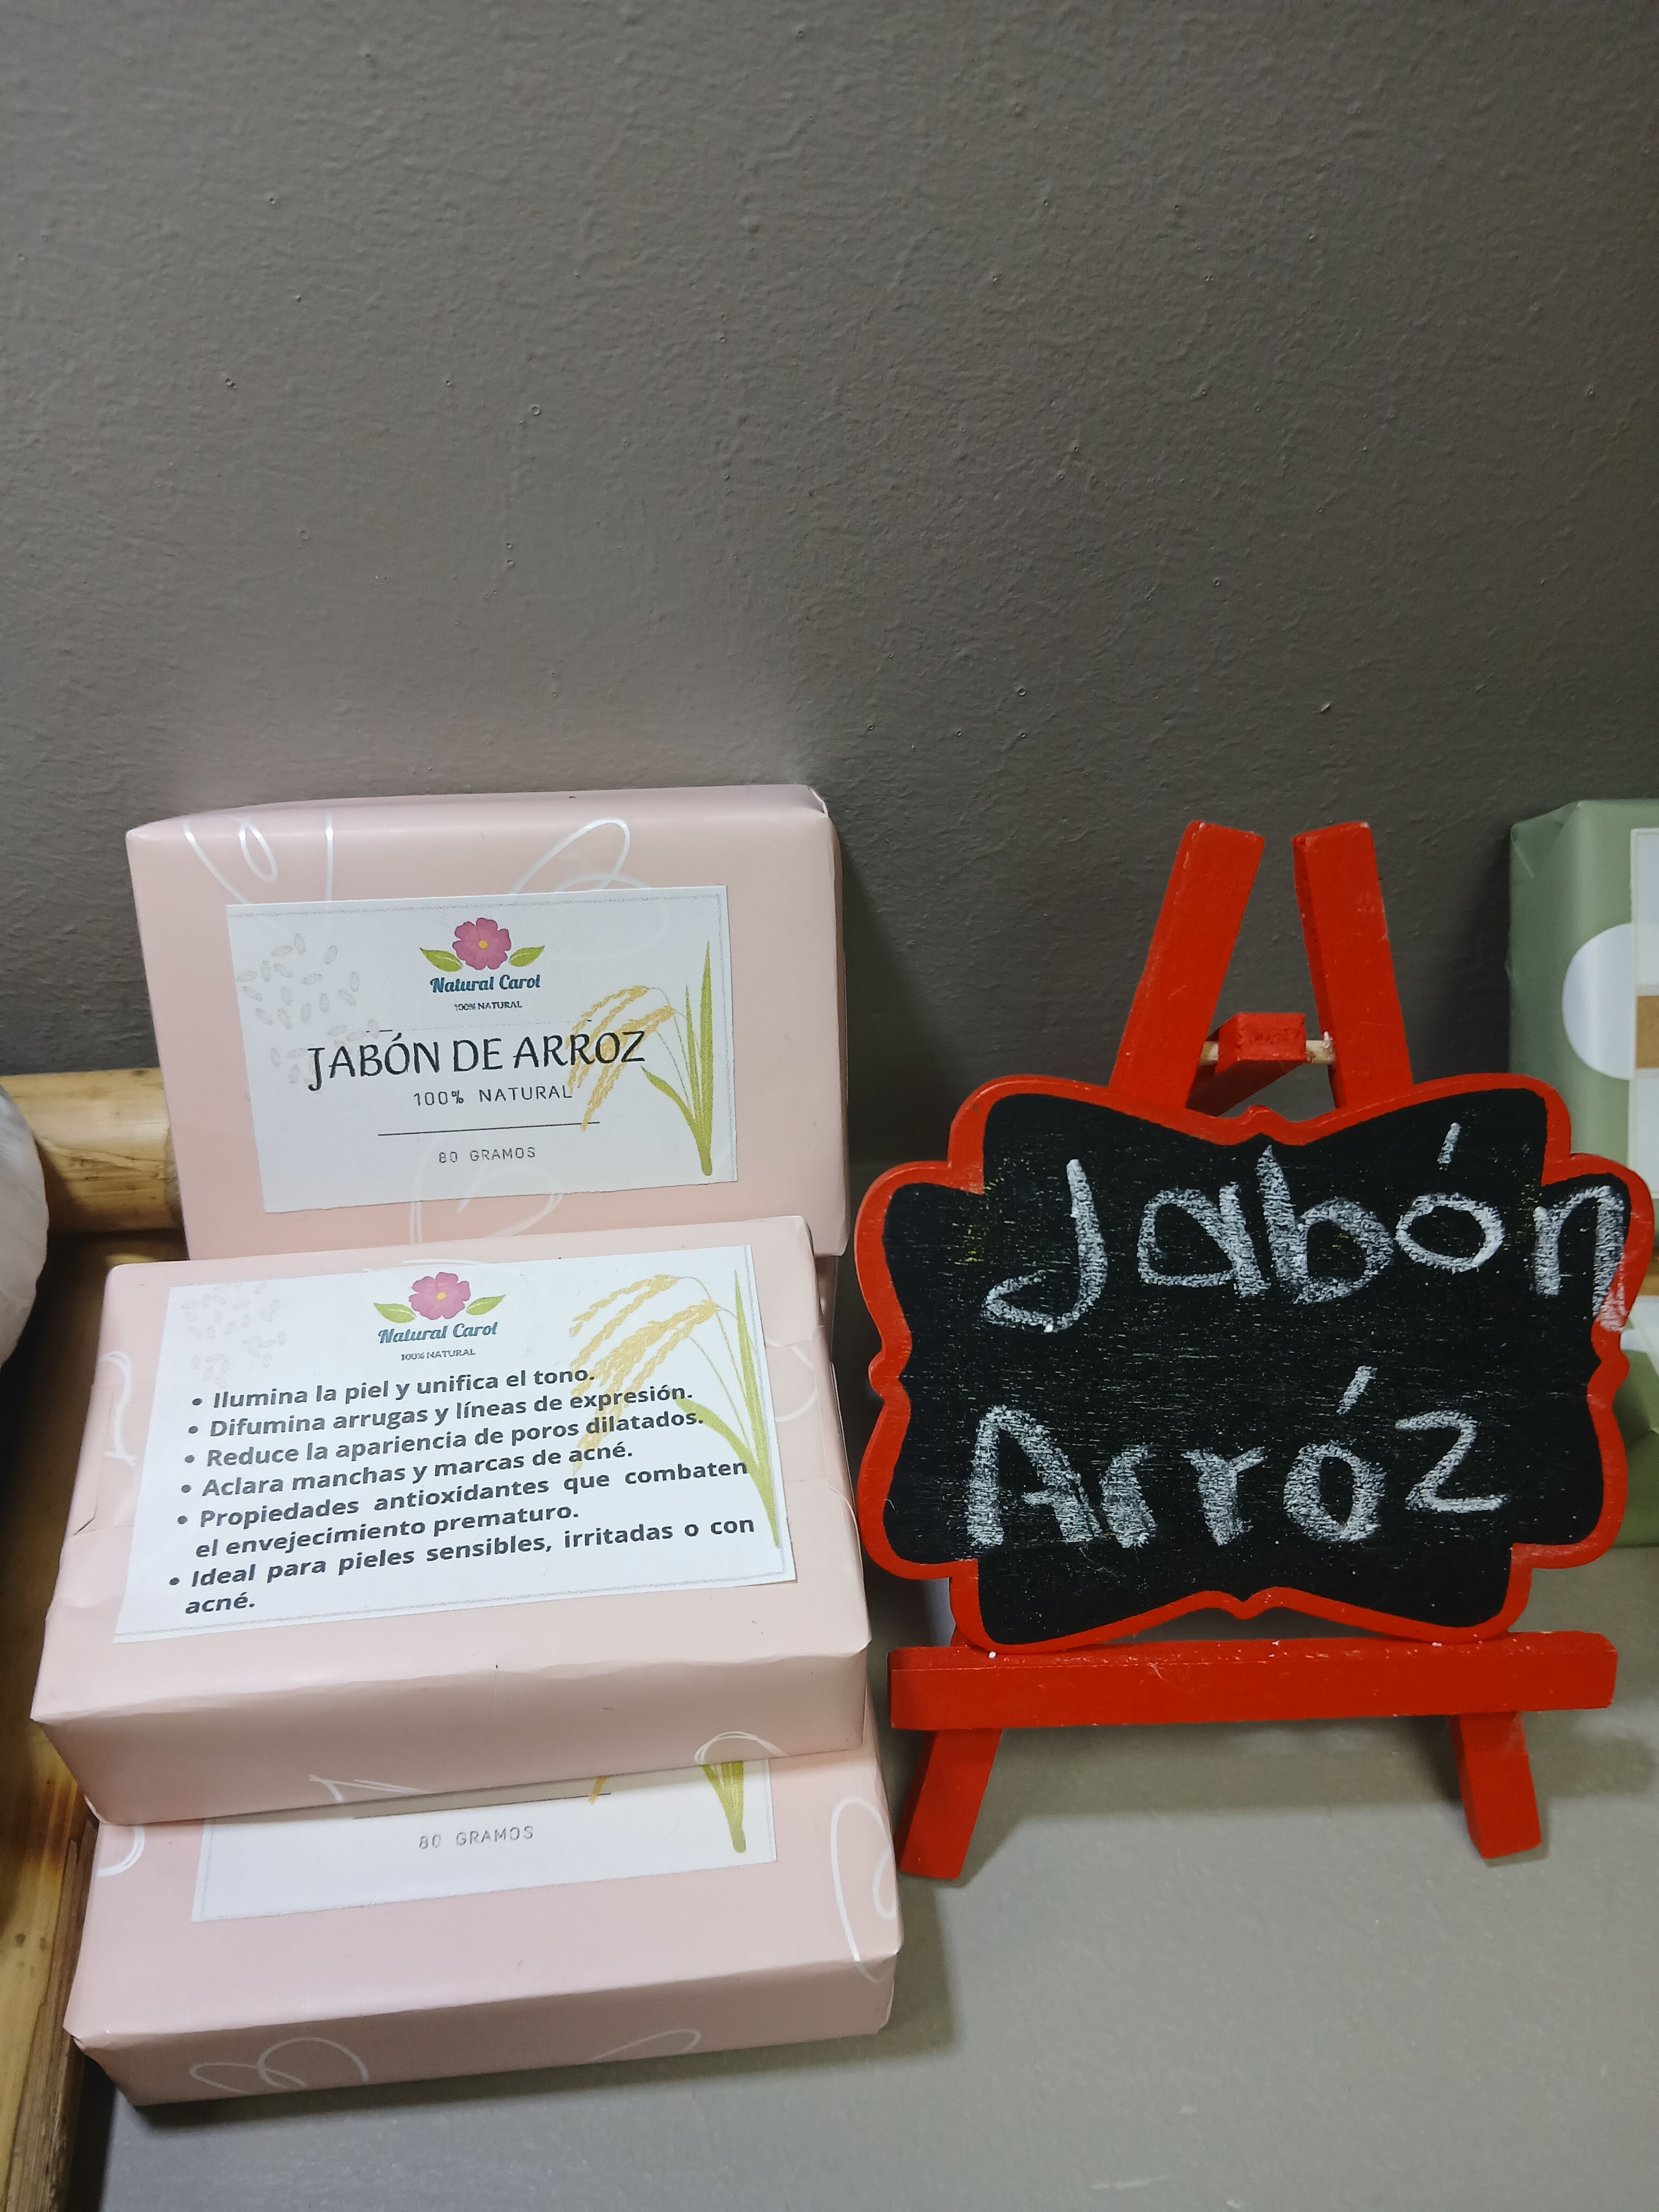 Natural Carol
100% NATURAL
JABÓN DE ARROZ
100% NATURAL
80 GRAMOS
Natural Carol
100% NATURAL
• Ilumina la piel y unifica el tono.
• Difumina arrugas y líneas de expresión.
• Reduce la apariencia de poros dilatados.
• Aclara manchas y marcas de acné.
• Propiedades antioxidantes que combaten
el envejecimiento prematuro.
• Ideal para pieles sensibles, irritadas o con
acné.
80 GRAMOS
Jabón
Arróz